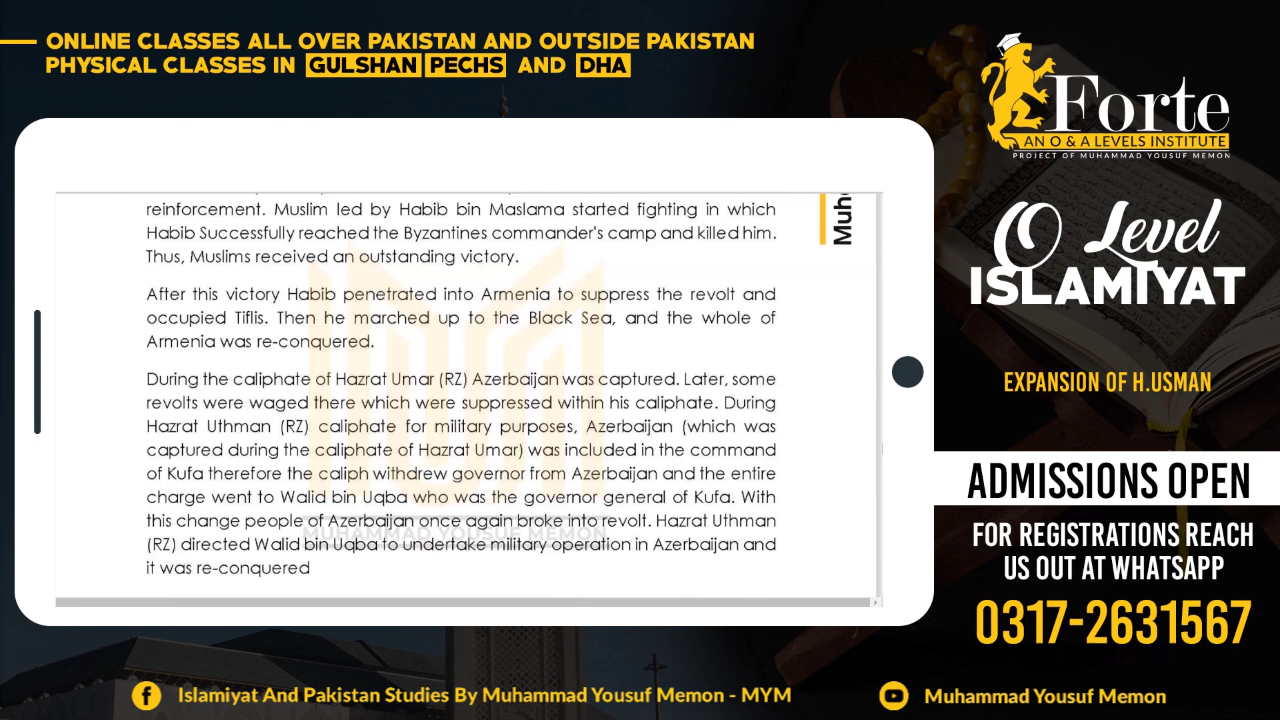 ONLINE CLASSES ALL OVER PAKISTAN AND OUTSIDE PAKISTAN
PHYSICAL CLASSES IN GULSHAN PECHS AND DHA
Forte
AN O & A LEVELS INSTITUTE
PROJECT OF MUHAMMAD YOUSUF MEMON
O Level
ISLAMIYAT
EXPANSION OF H.USMAN
ADMISSIONS OPEN
FOR REGISTRATIONS REACH
US OUT AT WHATSAPP
0317-2631567
reinforcement. Muslim led by Habib bin Maslama started fighting in which
Habib Successfully reached the Byzantines commander's camp and killed him.
Thus, Muslims received an outstanding victory.
After this victory Habib penetrated into Armenia to suppress the revolt and
occupied Tiflis. Then he marched up to the Black Sea, and the whole of
Armenia was re-conquered.
During the caliphate of Hazrat Umar (RZ) Azerbaijan was captured. Later, some
revolts were waged there which were suppressed within his caliphate. During
Hazrat Uthman (RZ) caliphate for military purposes, Azerbaijan (which was
captured during the caliphate of Hazrat Umar) was included in the command
of Kufa therefore the caliph withdrew governor from Azerbaijan and the entire
charge went to Walid bin Uqba who was the governor general of Kufa. With
this change people of Azerbaijan once again broke into revolt. Hazrat Uthman
(RZ) directed Walid bin Uqba to undertake military operation in Azerbaijan and
it was re-conquered
MUHAMMAD YOUSUF MEMON
Muh
Islamiyat And Pakistan Studies By Muhammad Yousuf Memon - MYM
Muhammad Yousuf Memon